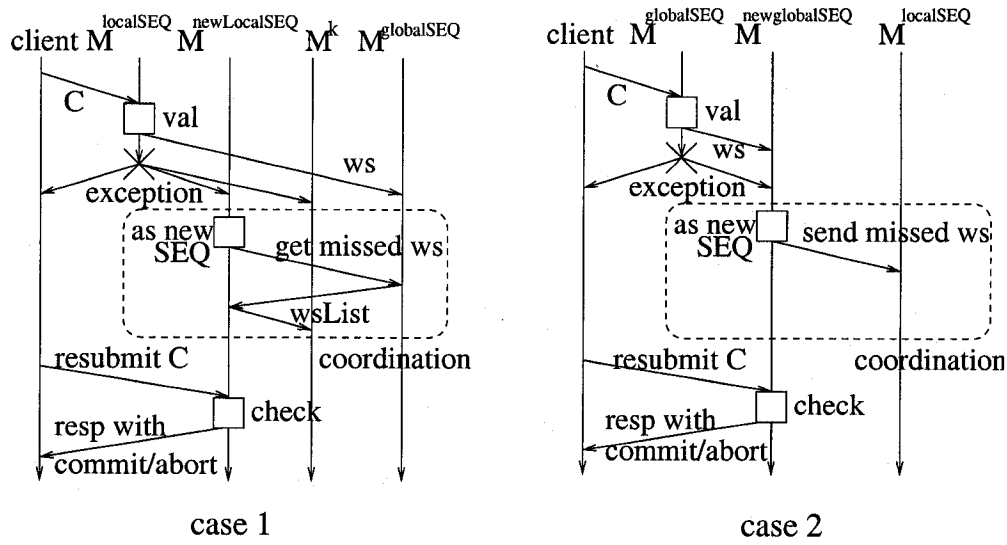 client M^localSEQ M^newLocalSEQ M^k M^globalSEQ
C
val
ws
exception
as new
SEQ
get missed ws
wsList
coordination
resubmit C
check
resp with
commit/abort
case 1
client M^globalSEQ M^newglobalSEQ M^localSEQ
C
val
ws
exception
as new
SEQ
send missed ws
coordination
resubmit C
check
resp with
commit/abort
case 2